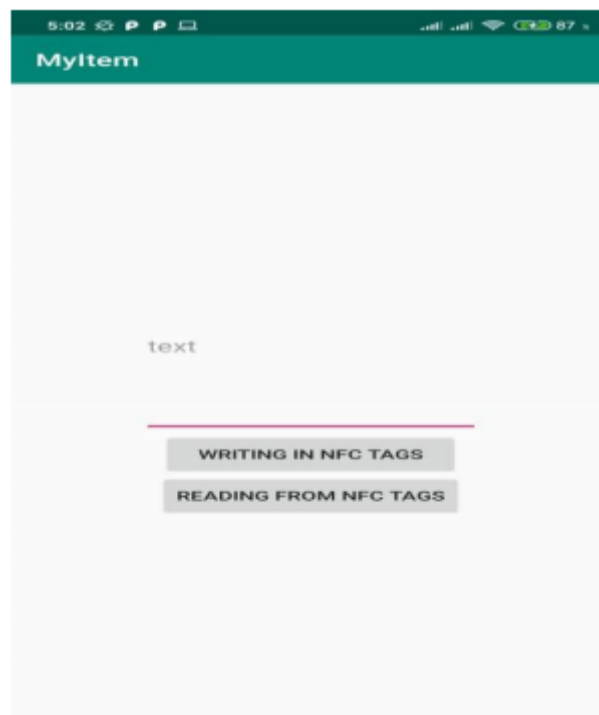 5:02 P P 87
MyItem
text
WRITING IN NFC TAGS
READING FROM NFC TAGS